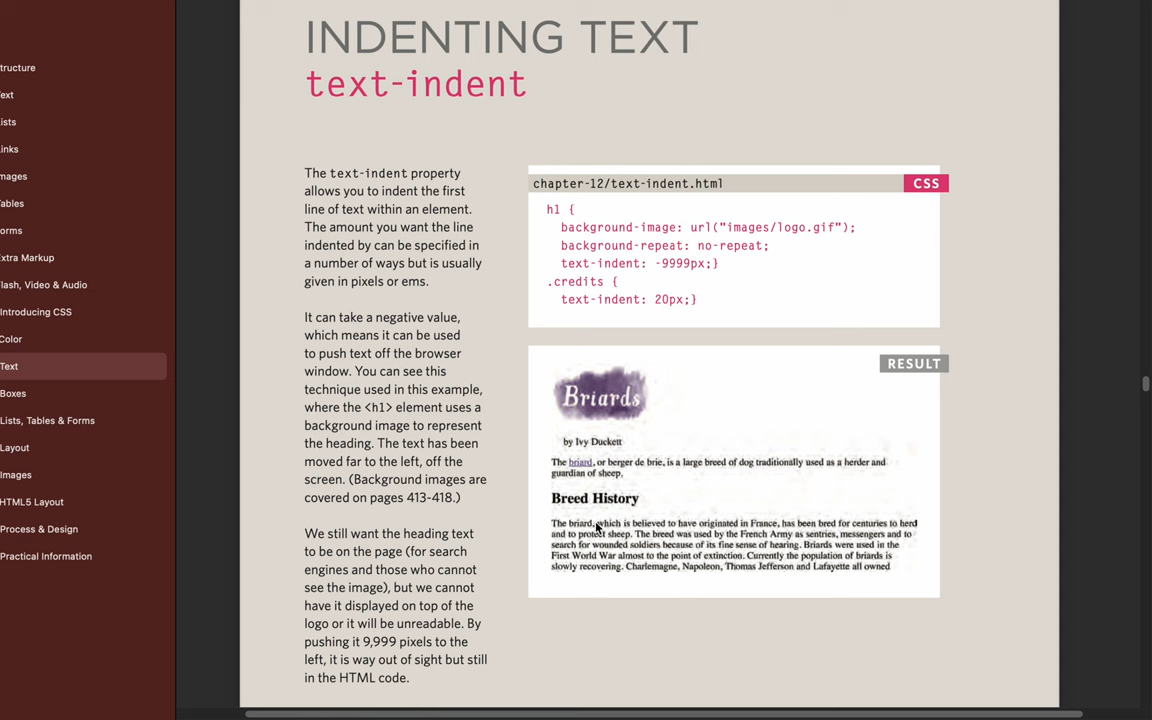 tructure
Text
ists
inks
mages
Tables
orms
xtra Markup
lash, Video & Audio
Introducing CSS
Color
Text
Boxes
Lists, Tables & Forms
Layout
Images
HTML5 Layout
Process & Design
Practical Information
INDENTING TEXT
text-indent
The text-indent property
allows you to indent the first
line of text within an element.
The amount you want the line
indented by can be specified in
a number of ways but is usually
given in pixels or ems.
It can take a negative value,
which means it can be used
to push text off the browser
window. You can see this
technique used in this example,
where the <h1> element uses a
background image to represent
the heading. The text has been
moved far to the left, off the
screen. (Background images are
covered on pages 413-418.)
We still want the heading text
to be on the page (for search
engines and those who cannot
see the image), but we cannot
have it displayed on top of the
logo or it will be unreadable. By
pushing it 9,999 pixels to the
left, it is way out of sight but still
in the HTML code.
chapter-12/text-indent.html CSS
h1 {
background-image: url("images/logo.gif");
background-repeat: no-repeat;
text-indent: -9999px;}
.credits {
text-indent: 20px;}
RESULT
Briards
by Ivy Duckett
The briard, or berger de brie, is a large breed of dog traditionally used as a herder and
guardian of sheep.
Breed History
The briard, which is believed to have originated in France, has been bred for centuries to herd
and to protect sheep. The breed was used by the French Army as sentries, messengers and to
search for wounded soldiers because of its fine sense of hearing. Briards were used in the
First World War almost to the point of extinction. Currently the population of briards is
slowly recovering. Charlemagne, Napoleon, Thomas Jefferson and Lafayette all owned